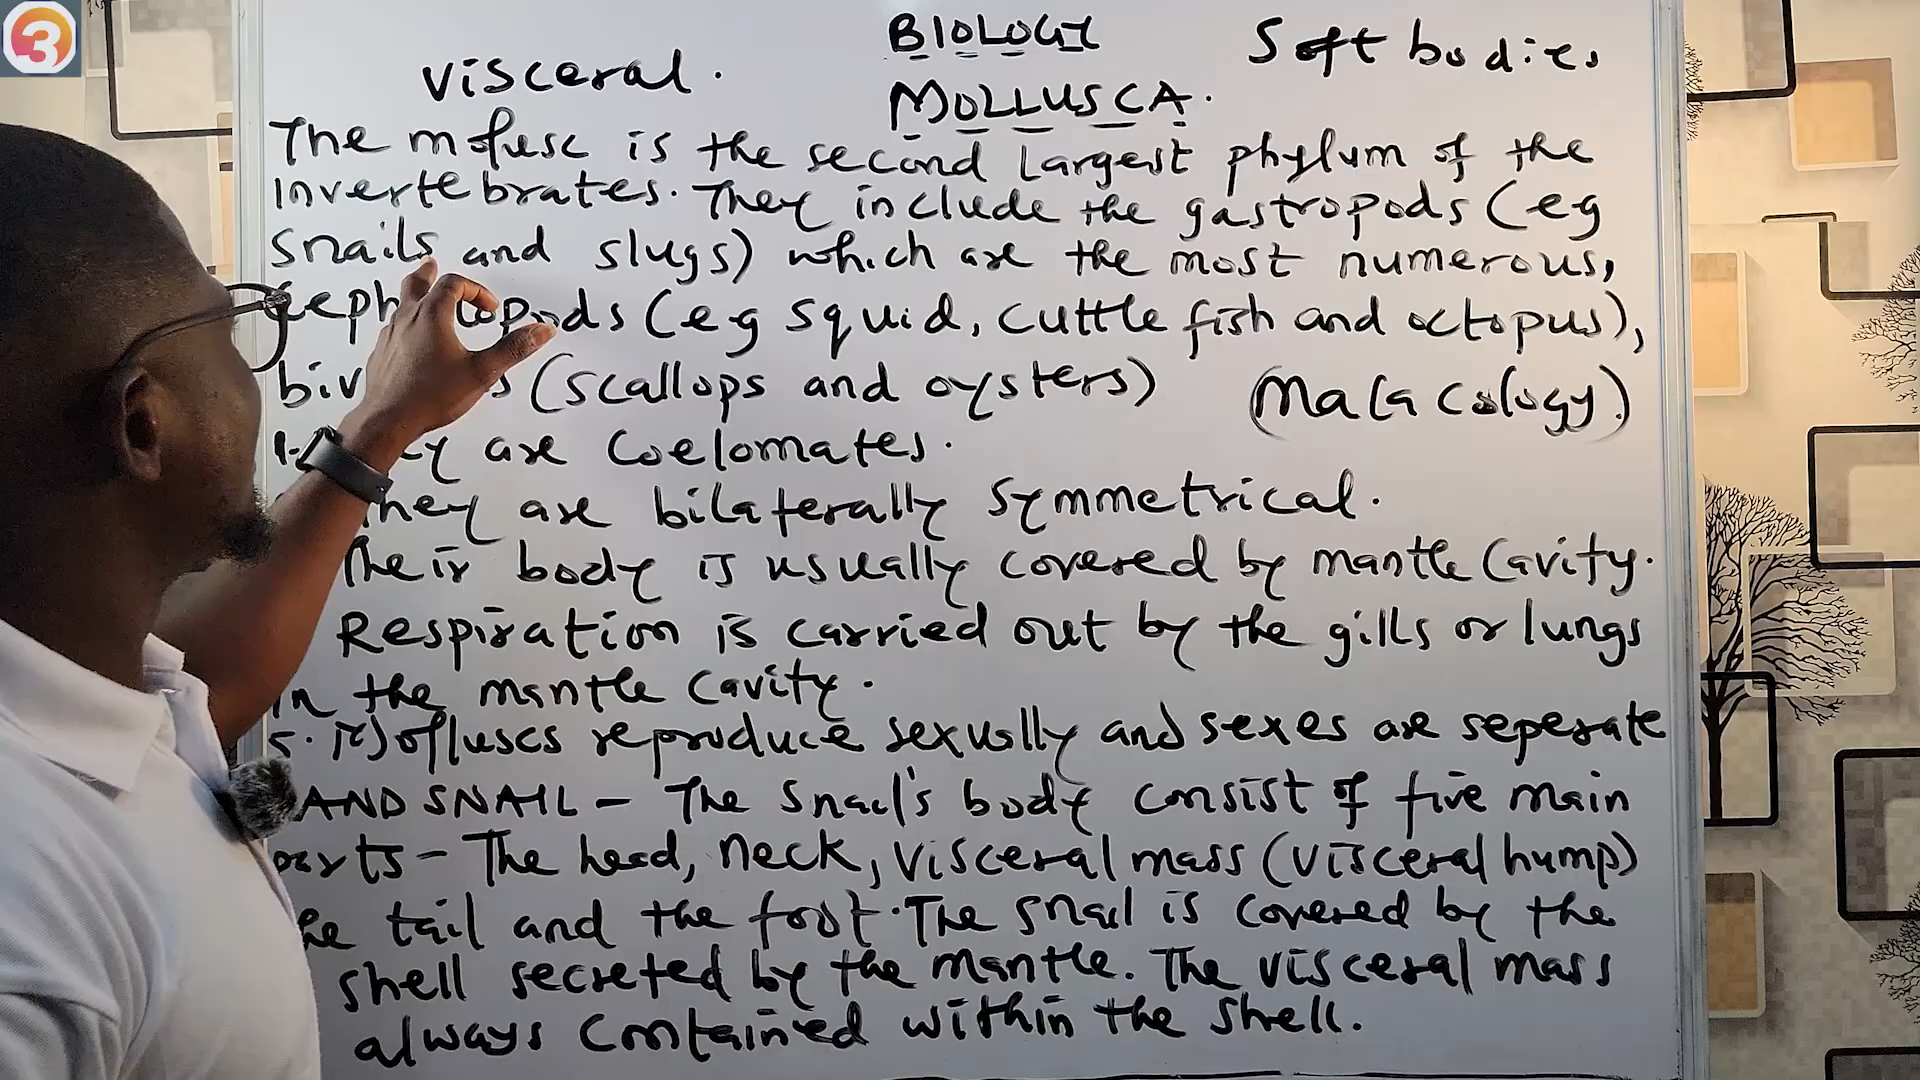 BIOLOGY
Soft bodies
visceral.
MOLLUSCA.
The mollusc is the second largest phylum of the
invertebrates. They include the gastropods (eg
snails and slugs) which are the most numerous,
(eg squid, cuttle fish and octopus),
(scallops and oysters)
(Malacology)
are coelomates.
They are bilaterally symmetrical.
Their body is usually covered by mantle cavity.
Respiration is carried out by the gills or lungs
in the mantle cavity.
5. Molluscs reproduce sexually and sexes are seperate
AND SNAIL - The snail's body consist of five main
parts - The head, neck, visceral mass (visceral hump)
tail and the foot. The snail is covered by the
shell secreted by the mantle. The visceral mass
always contained within the shell.
3